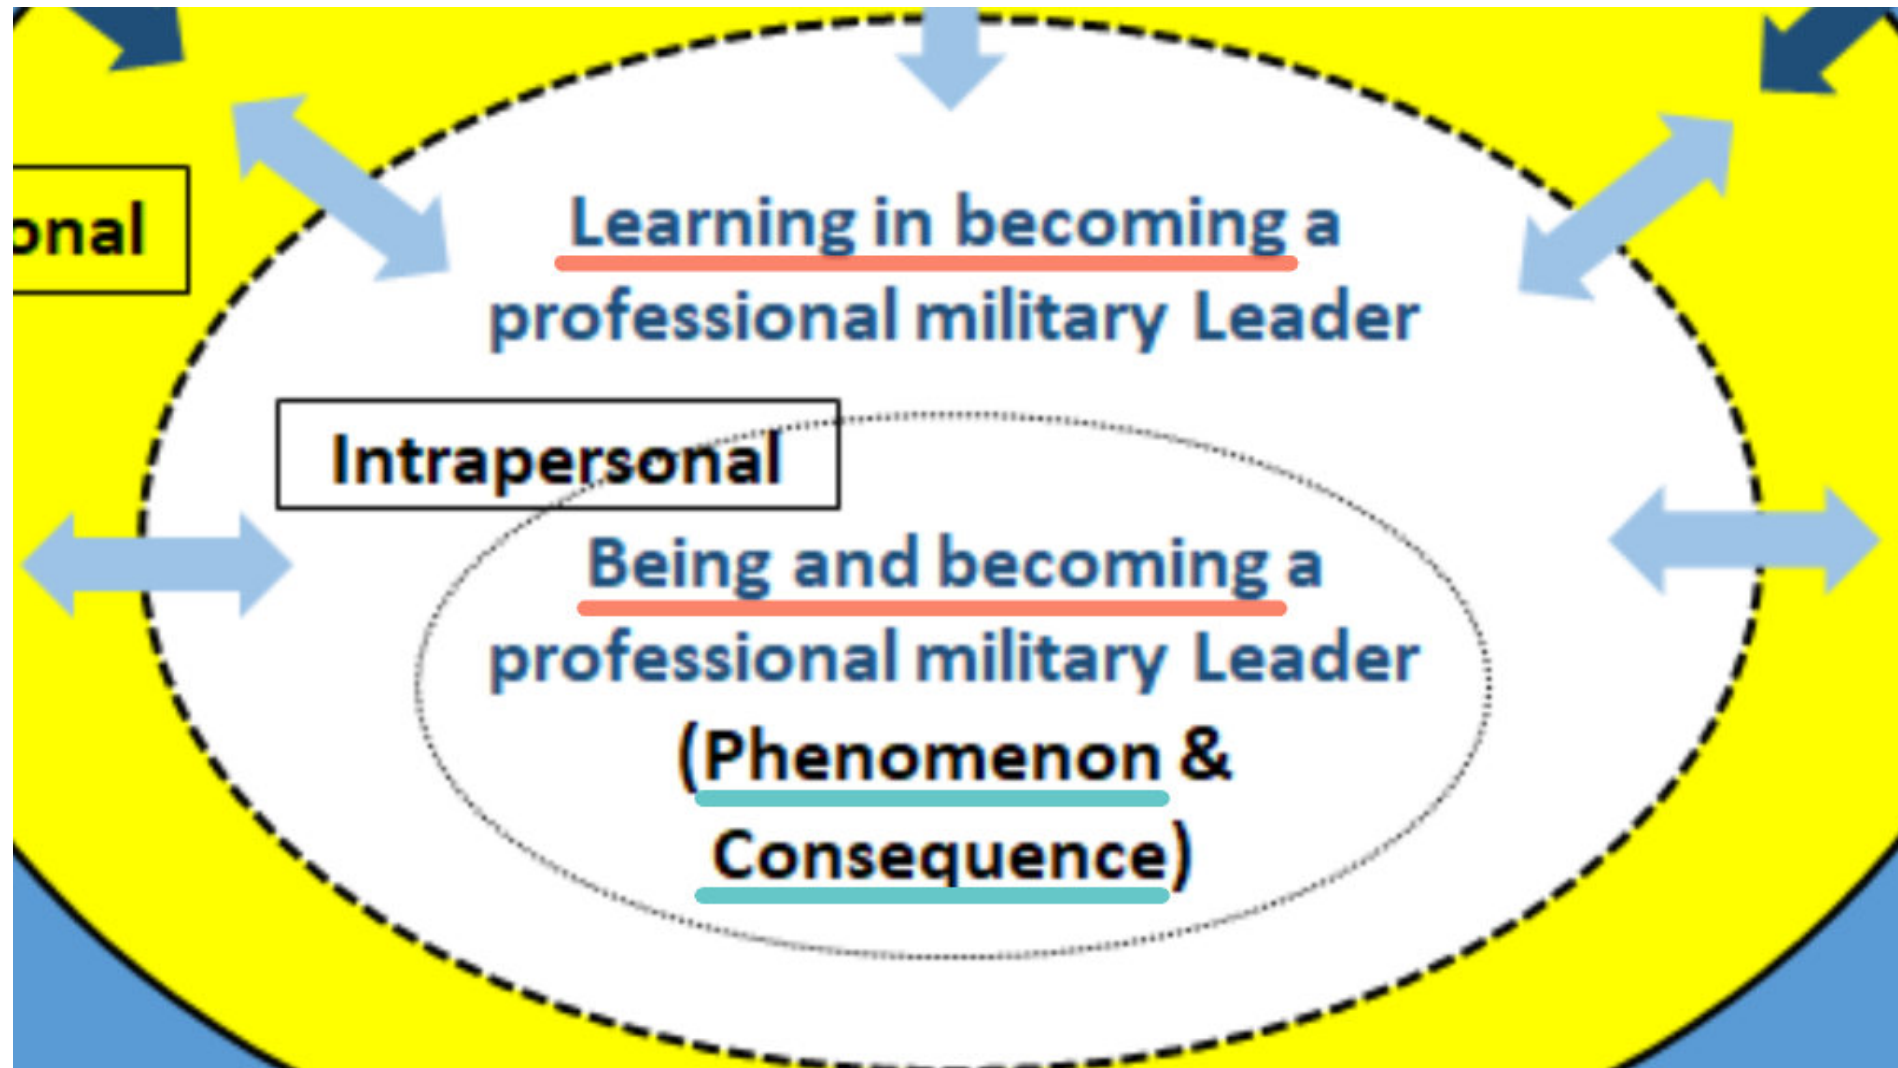 onal
Learning in becoming a
professional military Leader
Intrapersonal
Being and becoming a
professional military Leader
(Phenomenon &
Consequence)